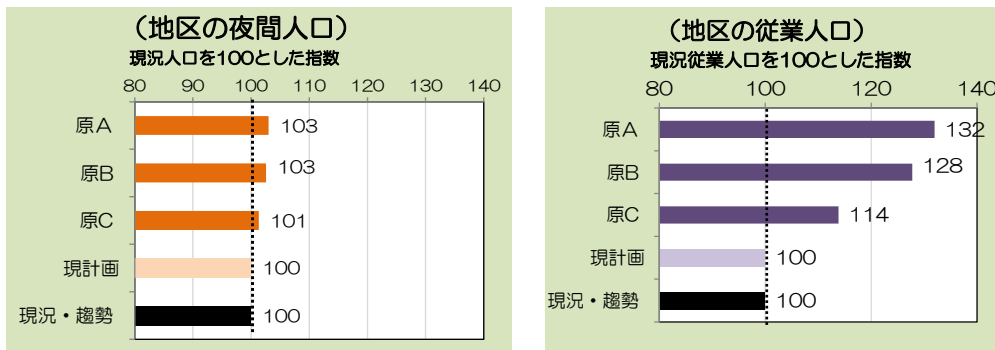 （地区の夜間人口）
現況人口を100とした指数
80 90 100 110 120 130 140
原A 103
原B 103
原C 101
現計画 100
現況・趨勢 100
（地区の従業人口）
現況従業人口を100とした指数
80 100 120 140
原A 132
原B 128
原C 114
現計画 100
現況・趨勢 100